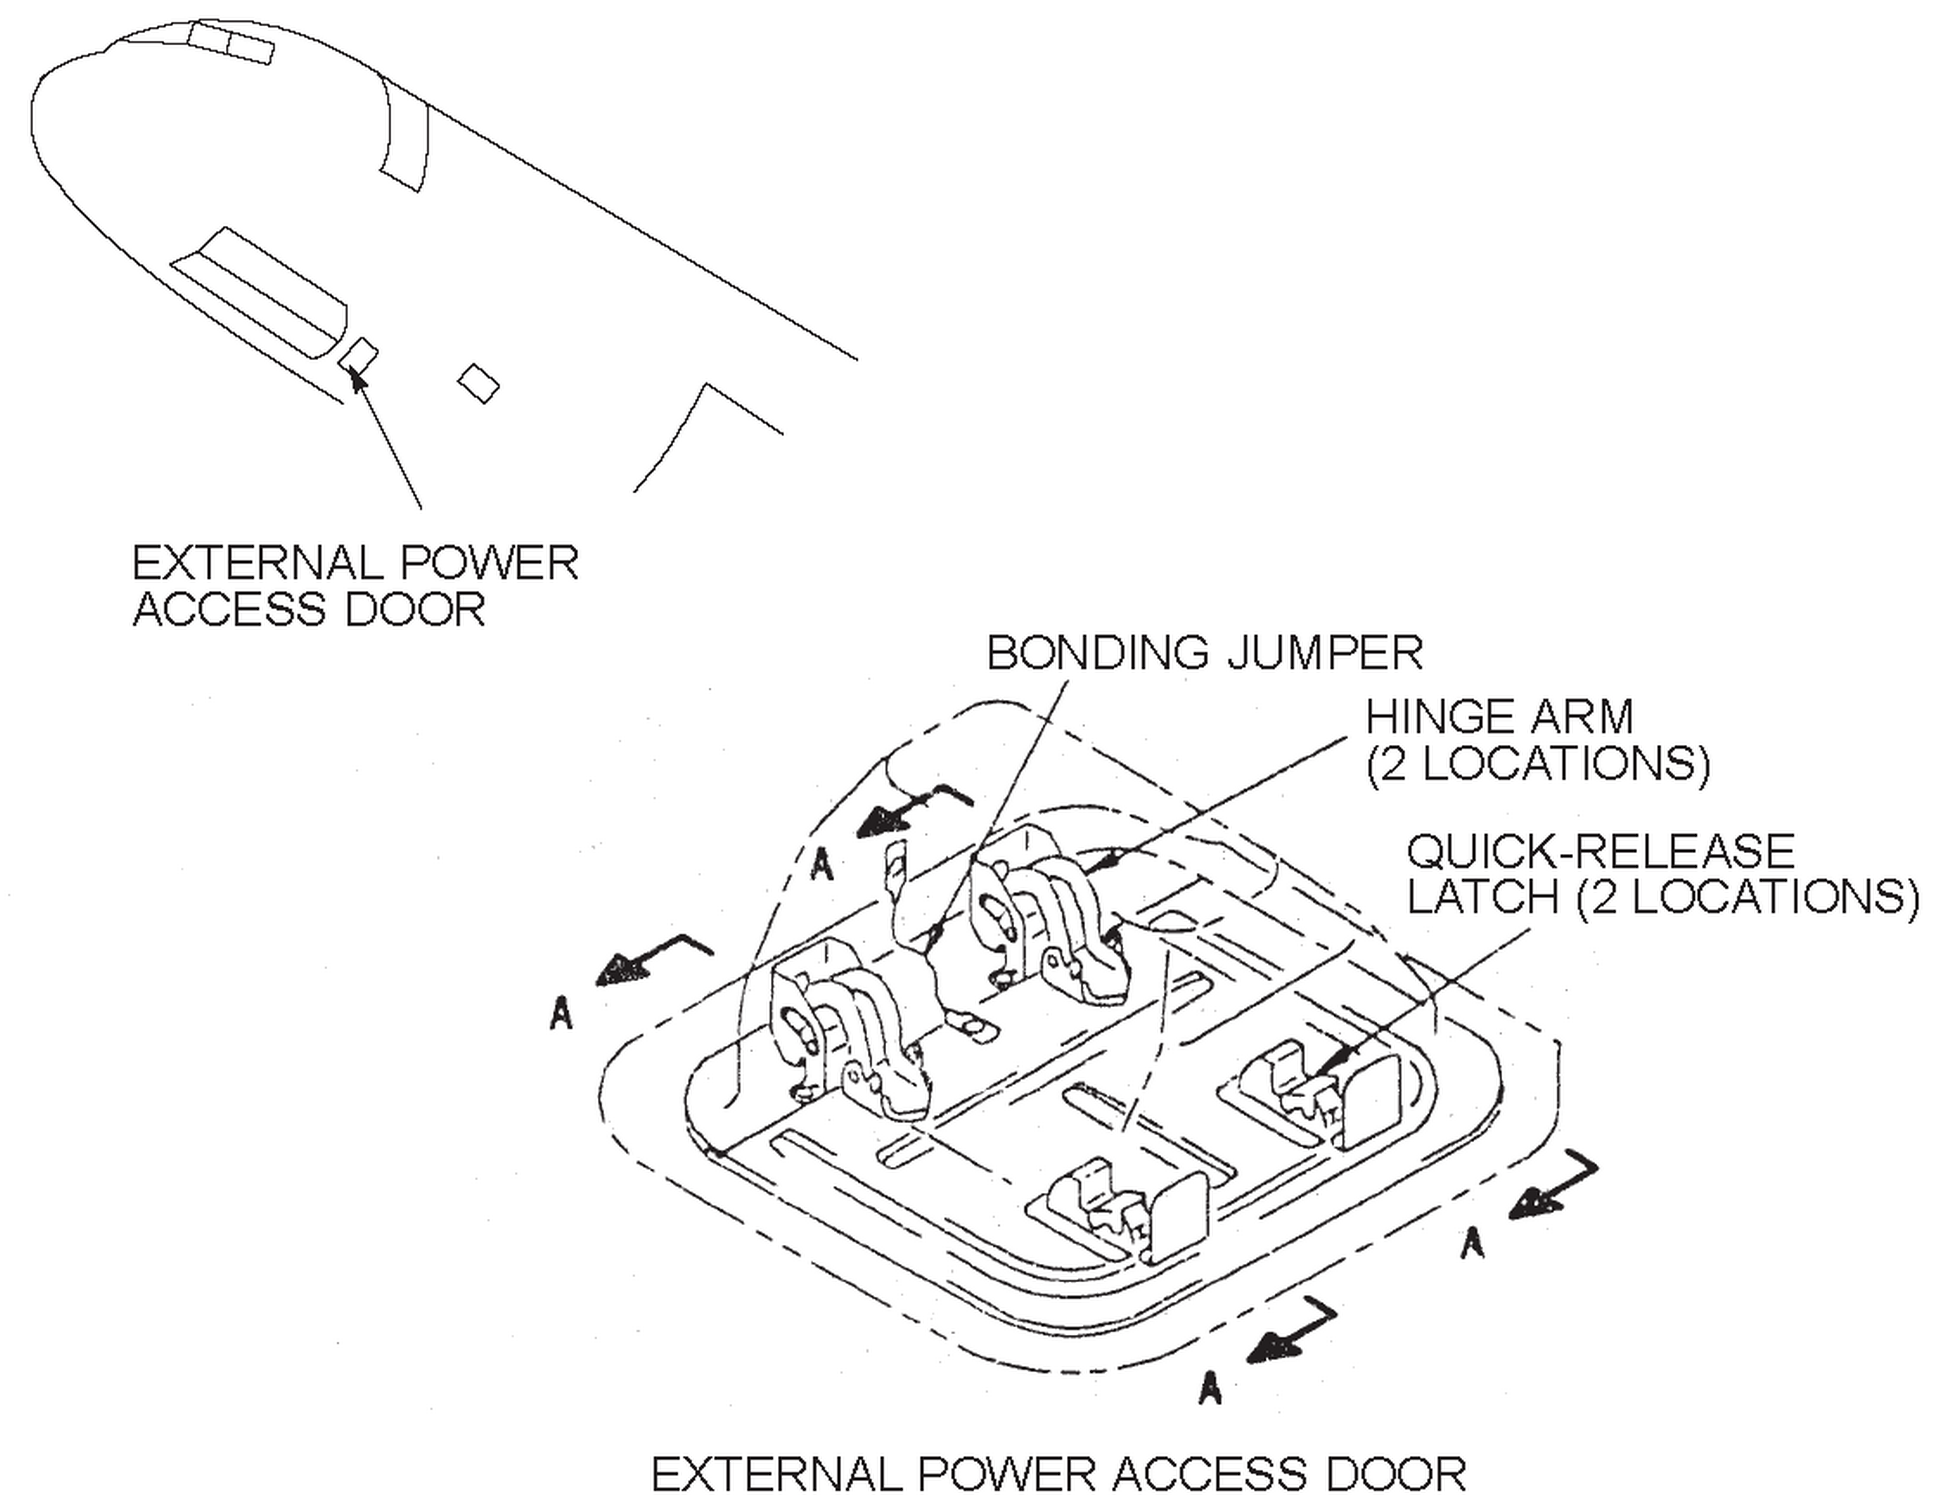 EXTERNAL POWER
ACCESS DOOR
BONDING JUMPER
HINGE ARM
(2 LOCATIONS)
QUICK-RELEASE
LATCH (2 LOCATIONS)
A
A
A
A
EXTERNAL POWER ACCESS DOOR